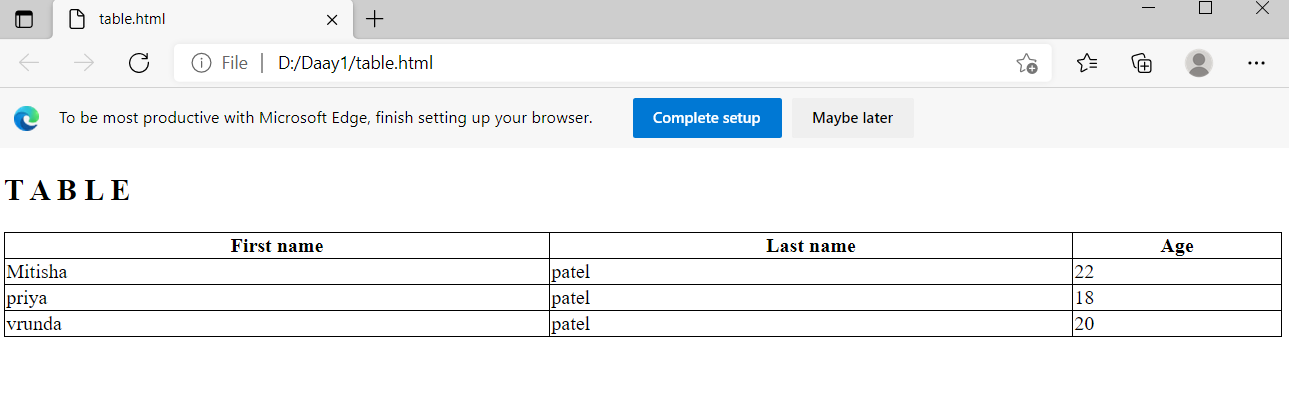 table.html
File D:/Daay1/table.html
To be most productive with Microsoft Edge, finish setting up your browser. Complete setup Maybe later
T A B L E
First name Last name Age
Mitisha patel 22
priya patel 18
vrunda patel 20